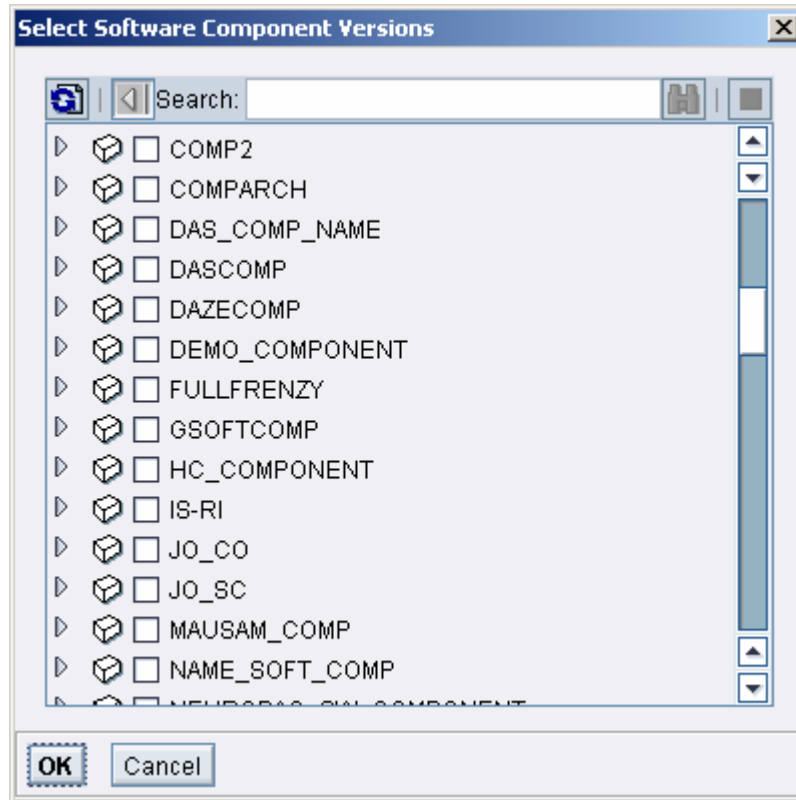 Select Software Component Versions
Search:
COMP2
COMPARCH
DAS_COMP_NAME
DASCOMP
DAZECOMP
DEMO_COMPONENT
FULLFRENZY
GSOFTCOMP
HC_COMPONENT
IS-RI
JO_CO
JO_SC
MAUSAM_COMP
NAME_SOFT_COMP
OK Cancel